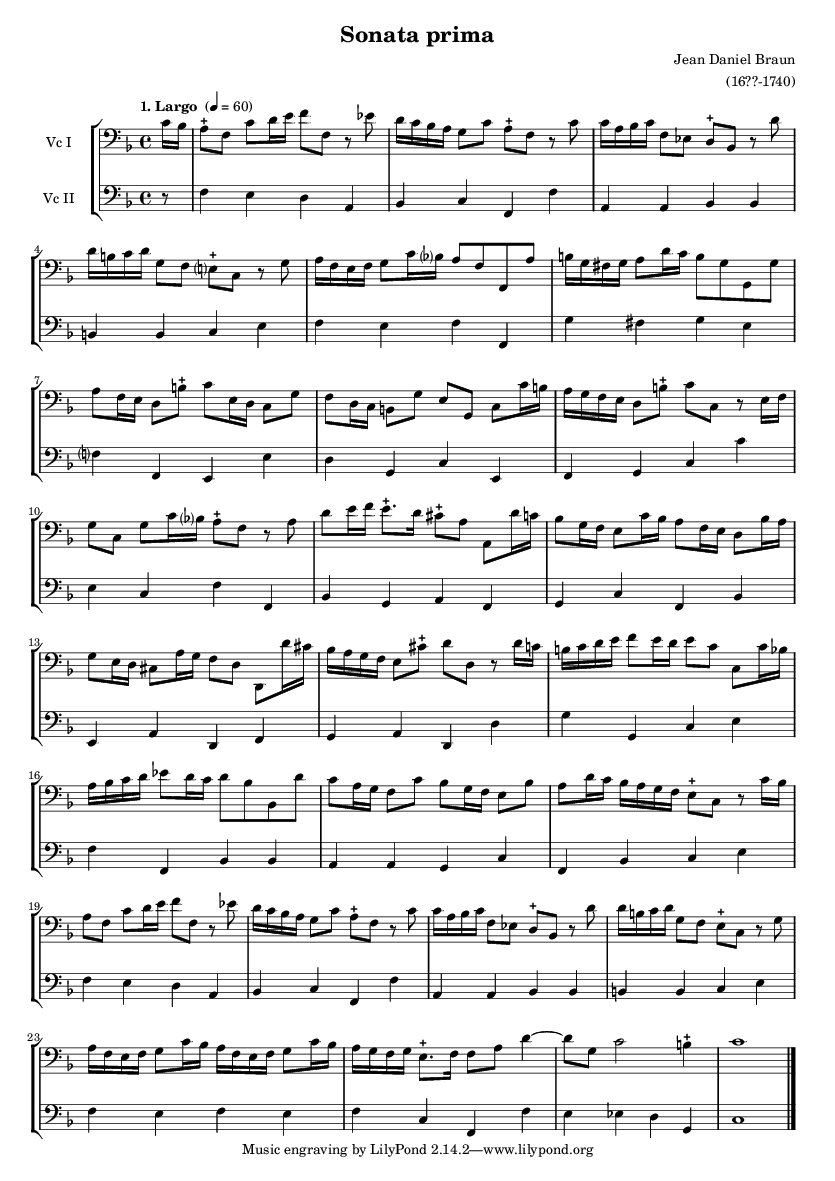 Sonata prima
Jean Daniel Braun
(16??-1740)
1. Largo (♩ = 60)
Vc I
Vc II
4
7
10
13
16
19
23
Music engraving by LilyPond 2.14.2—www.lilypond.org